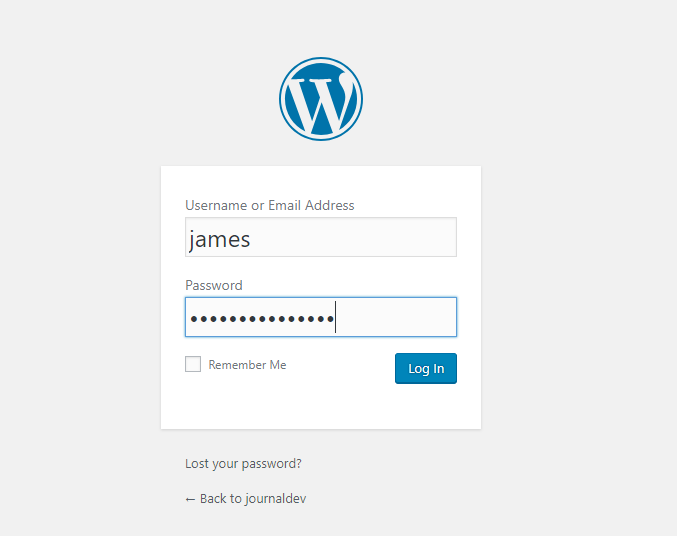 Username or Email Address
james
Password
•••••••••••••••
Remember Me
Log In
Lost your password?
← Back to journaldev